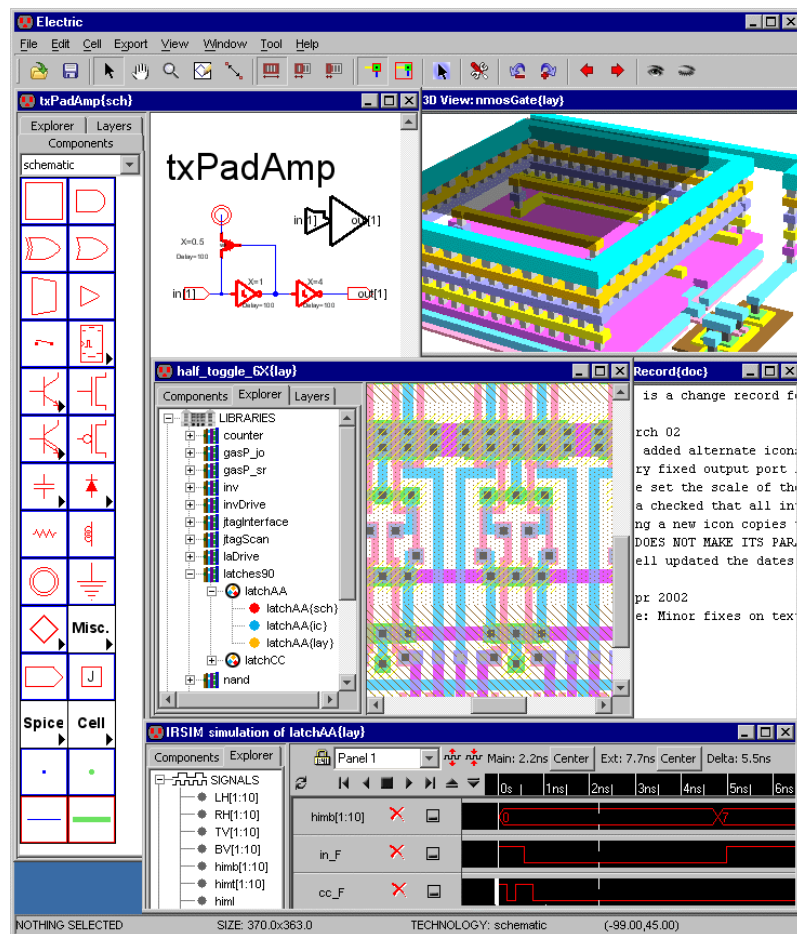 Electric
File Edit Cell Export View Window Tool Help
txPadAmp{sch}
Explorer Layers
Components
schematic
Misc.
J
Spice Cell
txPadAmp
in[1] out[1]
X=0.5
Delay=100
X=1 X=4
in[1] out[1]
Delay=100 Delay=100
3D View: nmosGate{lay}
half_toggle_6X{lay}
Components Explorer Layers
LIBRARIES
counter
gasP_jo
gasP_sr
inv
invDrive
jtagInterface
jtagScan
laDrive
latches90
latchAA
latchAA{sch}
latchAA{ic}
latchAA{lay}
latchCC
nand
Record{doc}
is a change record fo
rch 02
added alternate icon
ry fixed output port
e set the scale of the
a checked that all in
ng a new icon copies
DOES NOT MAKE ITS PARA
ell updated the dates
pr 2002
e: Minor fixes on tex
IRSIM simulation of latchAA{lay}
Components Explorer
SIGNALS
LH[1:10]
RH[1:10]
TV[1:10]
BV[1:10]
himb[1:10]
himt[1:10]
himl
Panel 1 Main: 2.2ns Center Ext: 7.7ns Center Delta: 5.5ns
0s 1ns 2ns 3ns 4ns 5ns 6ns
himb[1:10] 0 7
in_F
cc_F
NOTHING SELECTED SIZE: 370.0x363.0 TECHNOLOGY: schematic (-99.00,45.00)